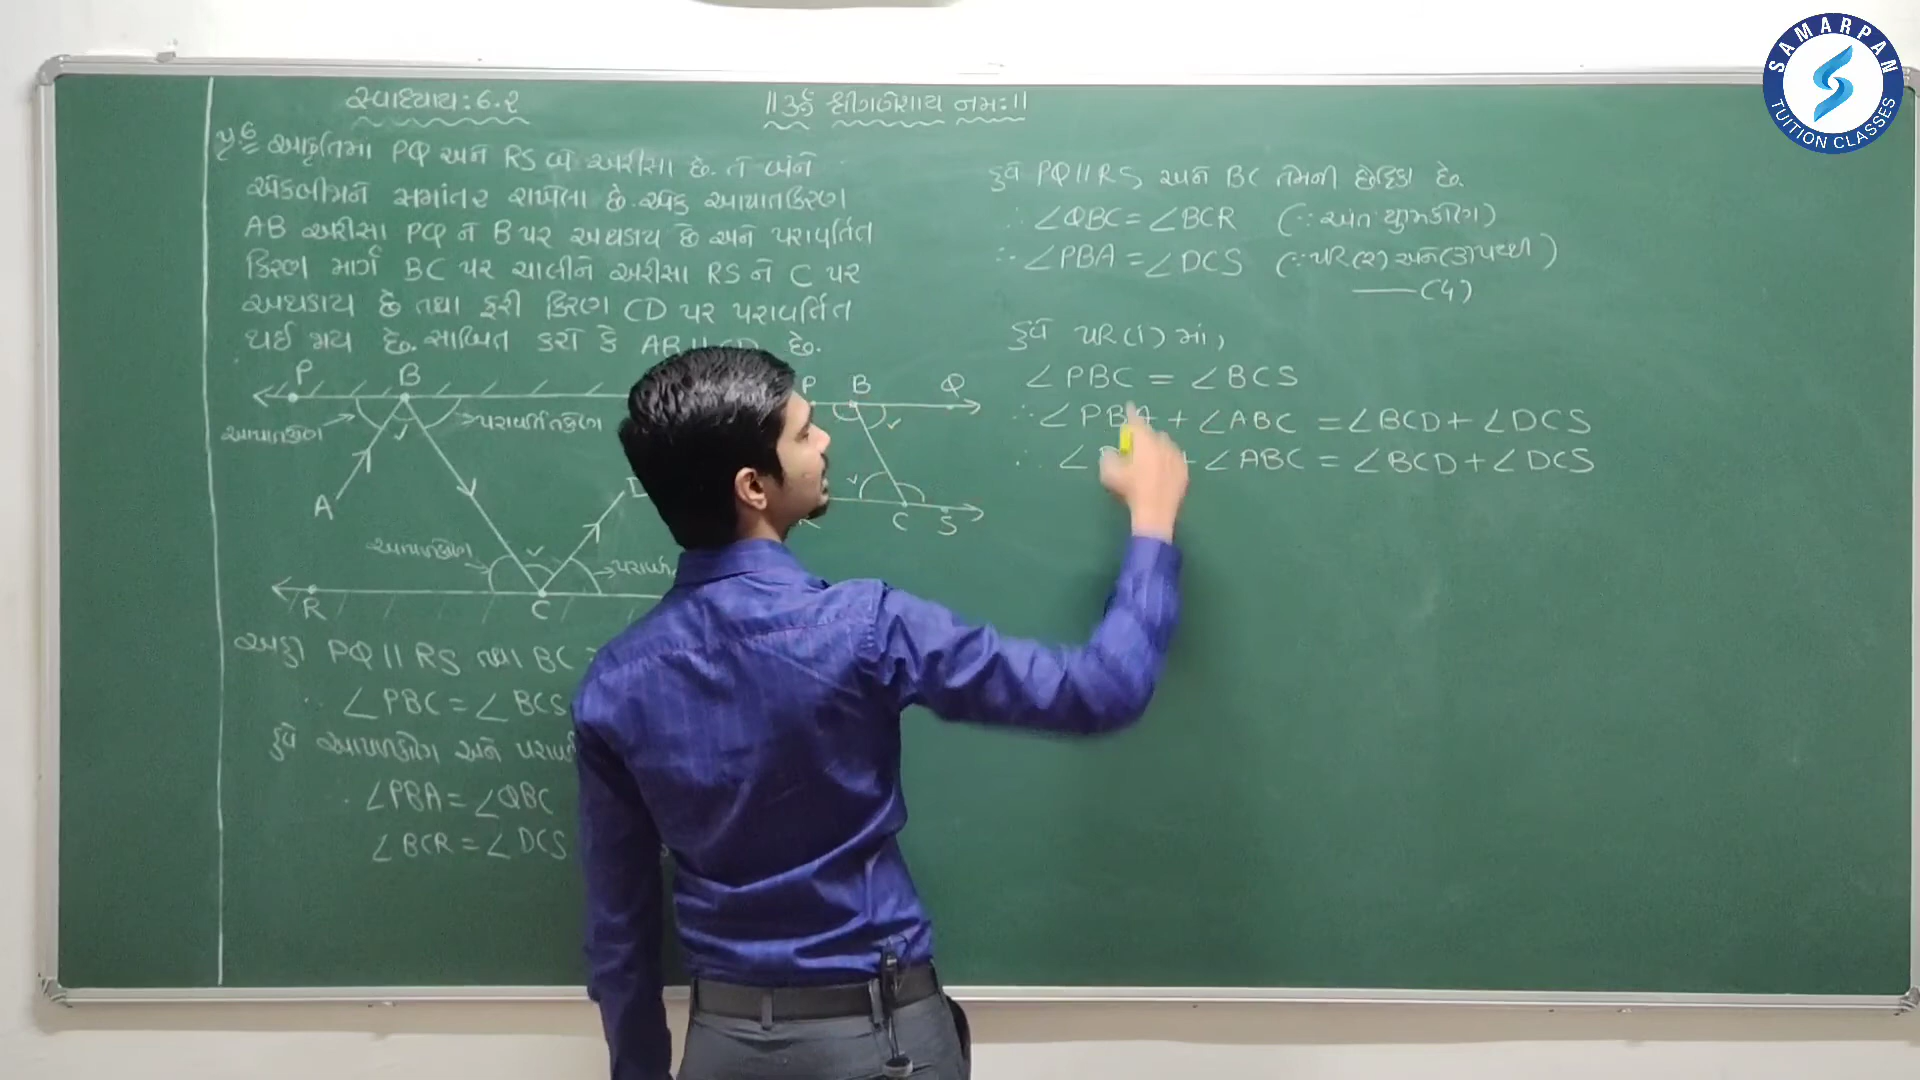 સ્વાધ્યાય: 6.2
॥ૐ શ્રી ગણેશાય નમઃ॥
પ્ર.6 આકૃતિમા PQ અને RS બે અરીસા છે. તે બંને
એકબીજાને સમાંતર રાખેલા છે. એક આપાતકિરણ
AB અરીસા PQ ને B પર અથડાય છે અને પરાવર્તિત
કિરણ માર્ગ BC પર ચાલીને અરીસા RS ને C પર
અથડાય છે તથા ફરી કિરણ CD પર પરાવર્તિત
થઈ જાય છે. સાબિત કરો કે AB || CD છે.
P B
આપાતકોણ
પરાવર્તિતકોણ
A
D
આપાતકોણ
R C
P B Q
C S
અહીં PQ || RS તથા BC
∴ ∠PBC = ∠BCS
હવે આપાતકોણ અને
∴ ∠PBA = ∠QBC
∠BCR = ∠DCS
હવે PQ || RS અને BC તેમની છેદિકા છે.
∴ ∠QBC = ∠BCR (∵ અંતઃયુગ્મકોણ)
∴ ∠PBA = ∠DCS (∵ પરિ (2) અને (3) પરથી)
—— (4)
હવે પરિ (1) માં,
∠PBC = ∠BCS
∴ ∠PBA + ∠ABC = ∠BCD + ∠DCS
∴ ∠ + ∠ABC = ∠BCD + ∠DCS
SAMARPAN
TUITION CLASSES